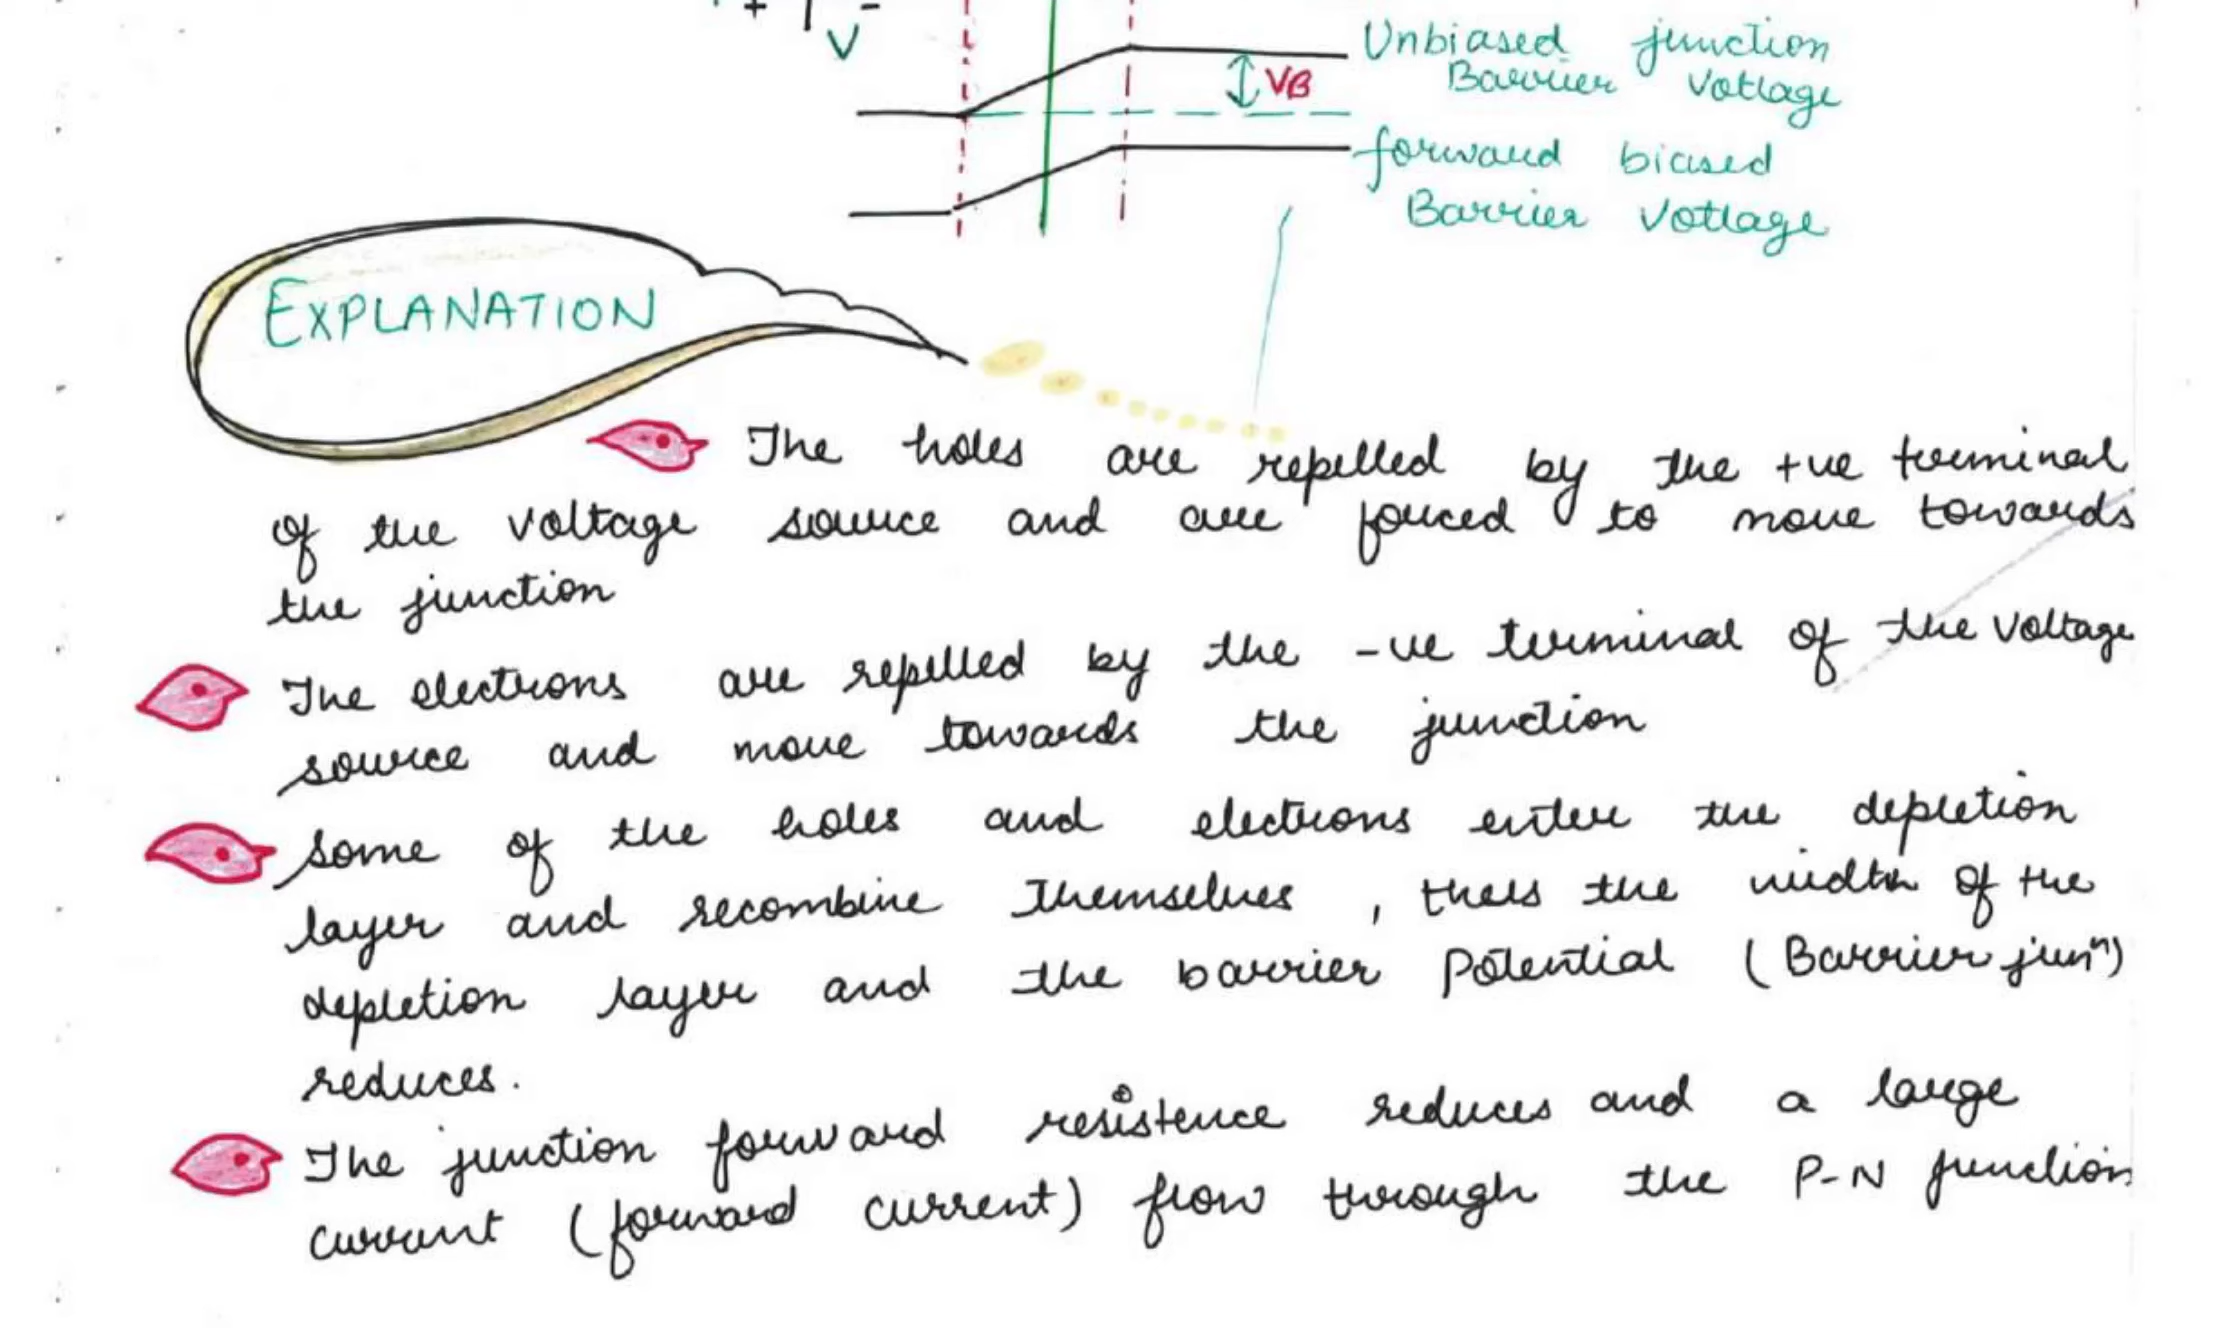 + -
V
Unbiased junction
Barrier Votlage
VB
forward biased
Barrier Votlage
EXPLANATION
The holes are repelled by the +ve terminal
of the voltage source and are forced to move towards
the junction
The electrons are repelled by the -ve terminal of the voltage
source and move towards the junction
some of the holes and electrons enter the depletion
layer and recombine themselves , thus the width of the
depletion layer and the barrier Potential (Barrier junⁿ)
reduces.
The junction forward resistence reduces and a large
current (forward current) flow through the P-N junction